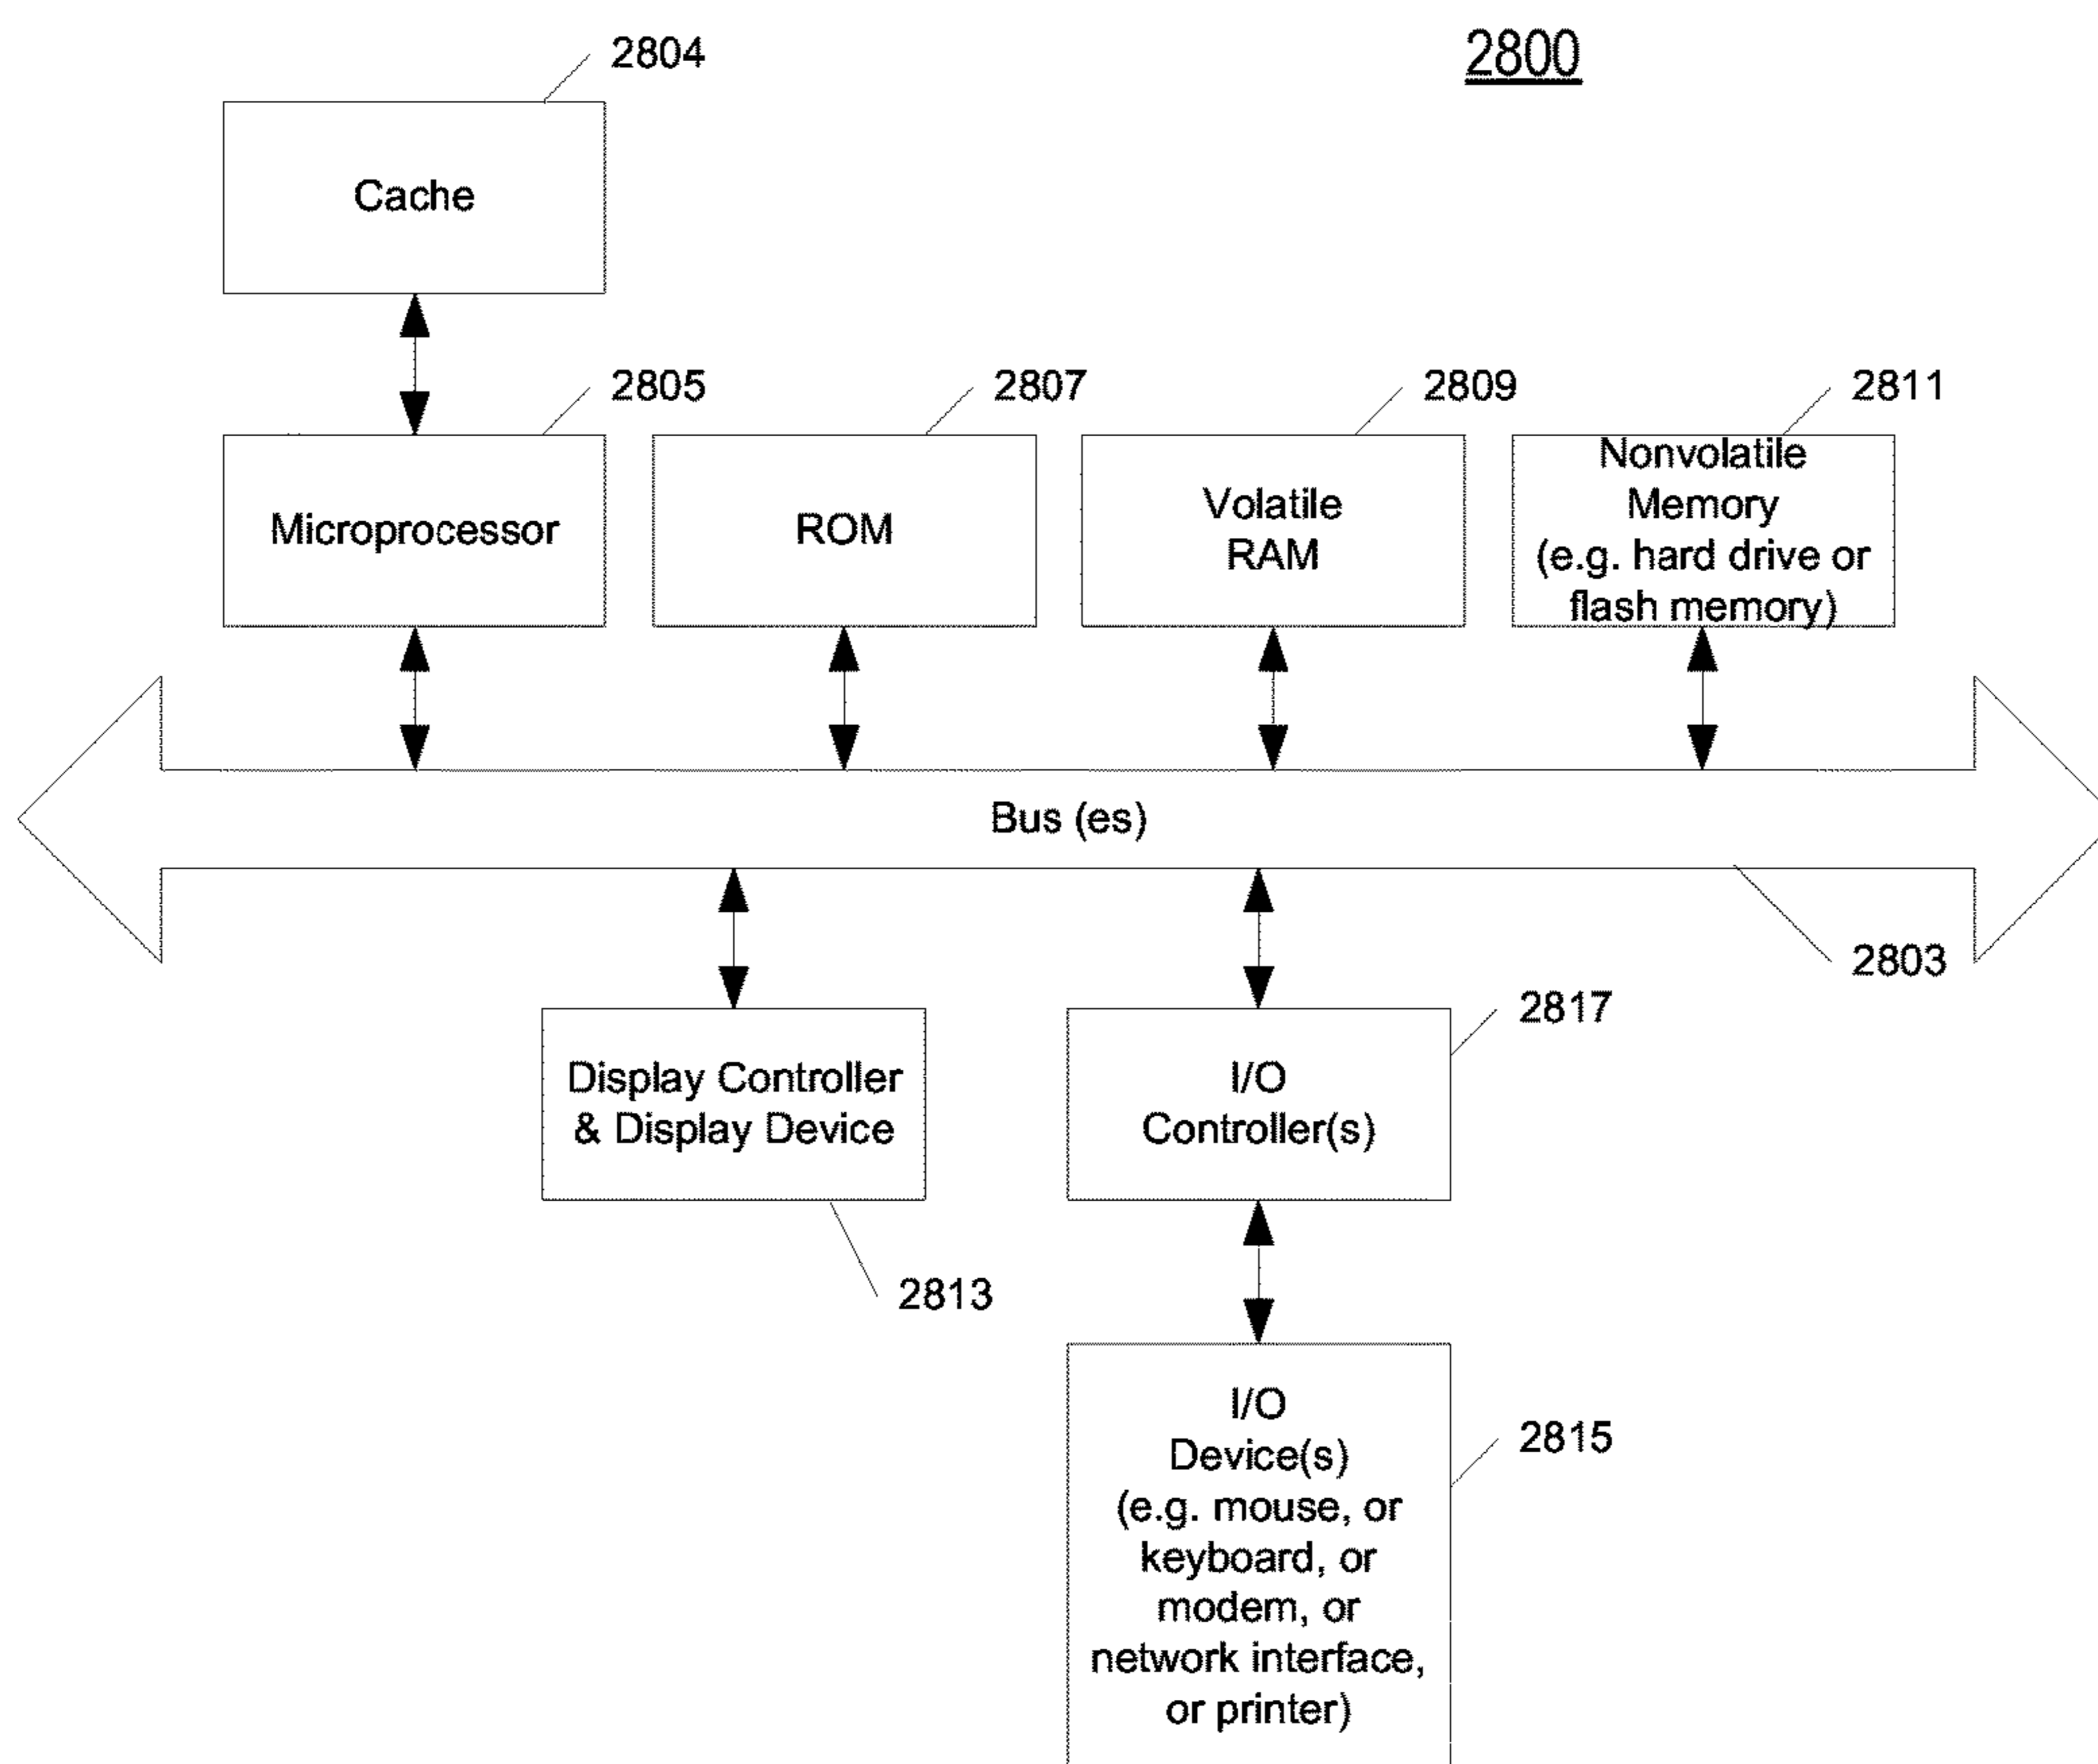 2800
2804
Cache
2805
2807
2809
2811
Microprocessor
ROM
Volatile
RAM
Nonvolatile
Memory
(e.g. hard drive or
flash memory)
Bus (es)
2803
Display Controller
& Display Device
2813
2817
I/O
Controller(s)
I/O
Device(s)
(e.g. mouse, or
keyboard, or
modem, or
network interface,
or printer)
2815